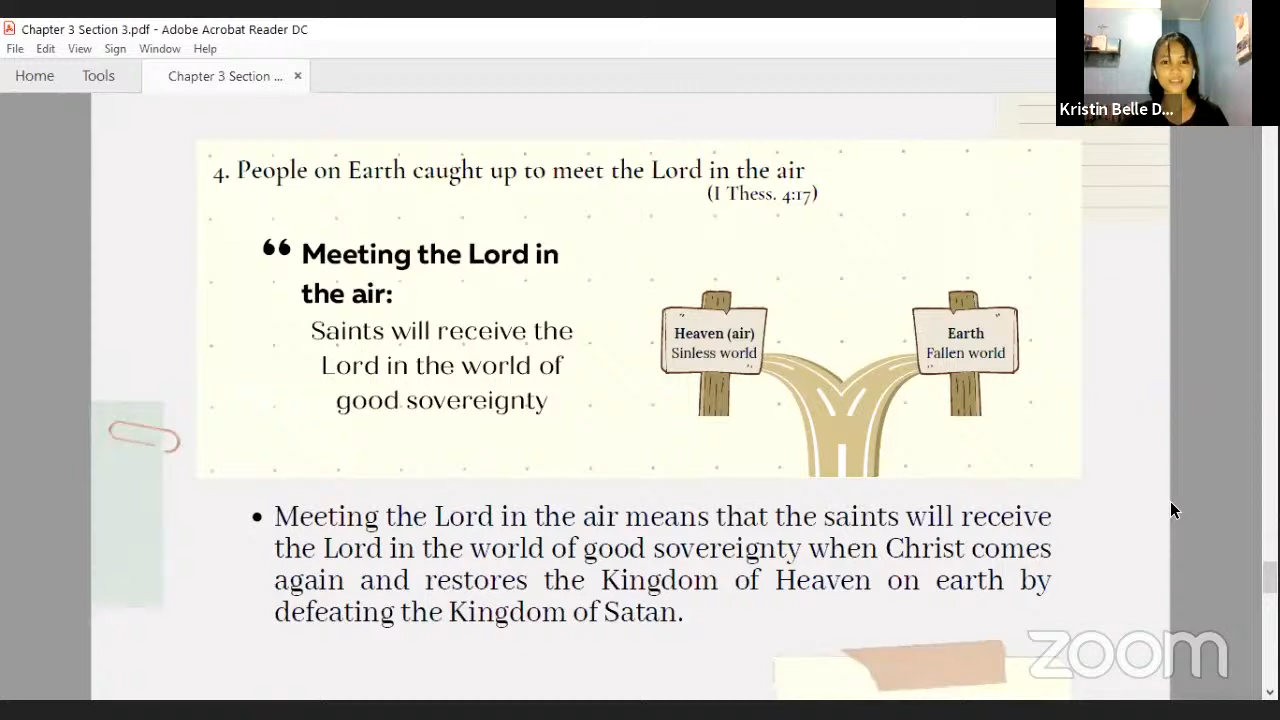 Chapter 3 Section 3.pdf - Adobe Acrobat Reader DC
File Edit View Sign Window Help
Home Tools Chapter 3 Section ... ×
Kristin Belle D...
4. People on Earth caught up to meet the Lord in the air
(I Thess. 4:17)
“ Meeting the Lord in
the air:
Saints will receive the
Lord in the world of
good sovereignty
Heaven (air)
Sinless world
Earth
Fallen world
• Meeting the Lord in the air means that the saints will receive
the Lord in the world of good sovereignty when Christ comes
again and restores the Kingdom of Heaven on earth by
defeating the Kingdom of Satan.
zoom